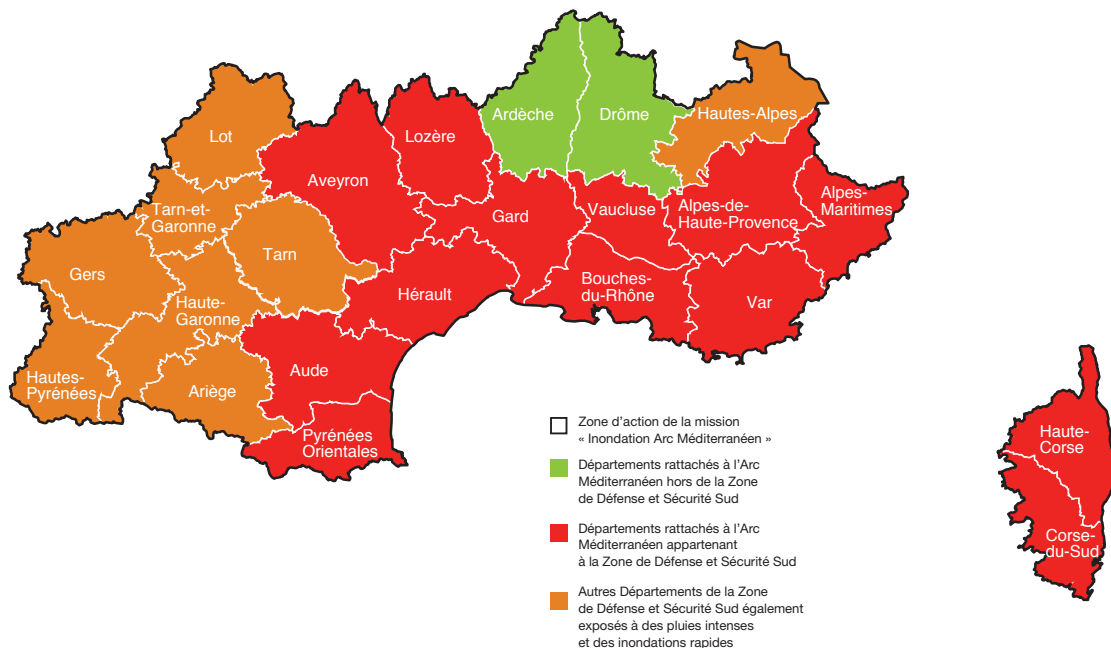 Ardèche
Drôme
Hautes-Alpes
Lot
Lozère
Aveyron
Alpes-
Maritimes
Tarn-et-
Garonne
Gard
Vaucluse
Alpes-de-
Haute-Provence
Tarn
Gers
Bouches-
du-Rhône
Hérault
Var
Haute-
Garonne
Hautes-
Pyrénées
Ariège
Aude
Pyrénées
Orientales
Haute-
Corse
Corse-
du-Sud
Zone d’action de la mission
« Inondation Arc Méditerranéen »
Départements rattachés à l’Arc
Méditerranéen hors de la Zone
de Défense et Sécurité Sud
Départements rattachés à l’Arc
Méditerranéen appartenant
à la Zone de Défense et Sécurité Sud
Autres Départements de la Zone
de Défense et Sécurité Sud également
exposés à des pluies intenses
et des inondations rapides